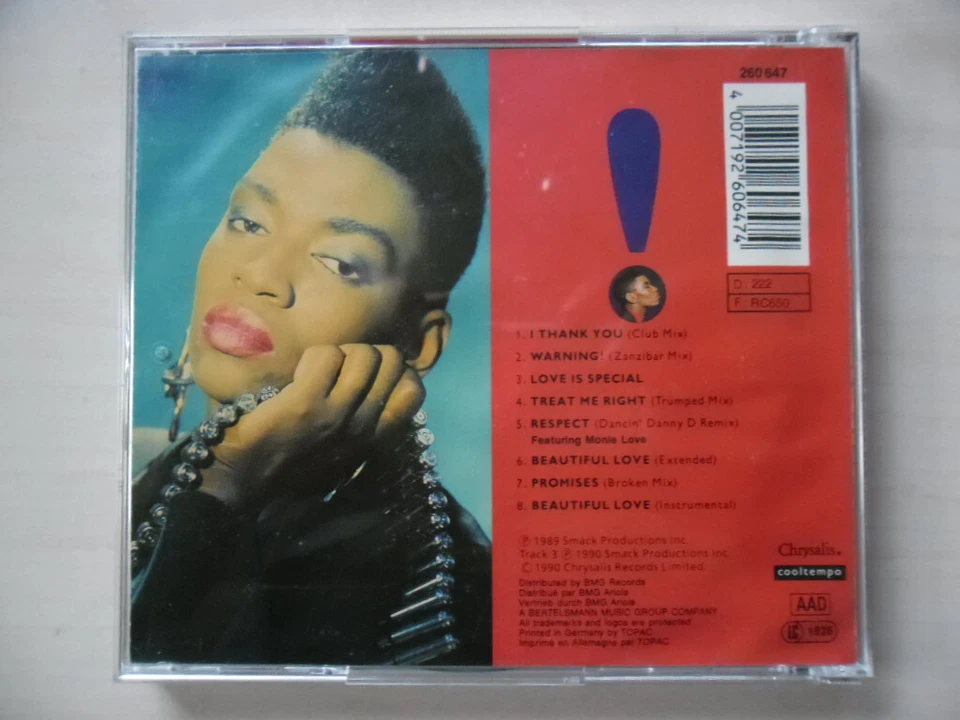 260 647
4 007192 606474
D. 222
F. RC650
1. I THANK YOU (Club Mix)
2. WARNING! (Zanzibar Mix)
3. LOVE IS SPECIAL
4. TREAT ME RIGHT (Trumped Mix)
5. RESPECT (Dancin' Danny D Remix)
Featuring Monie Love
6. BEAUTIFUL LOVE (Extended)
7. PROMISES (Broken Mix)
8. BEAUTIFUL LOVE (Instrumental)
Ⓟ 1989 Smack Productions Inc.
Track 3 Ⓟ 1990 Smack Productions Inc
© 1990 Chrysalis Records Limited.
Distributed by BMG Records
Distribué par BMG Ariola
Vertrieb durch BMG Ariola
A BERTELSMANN MUSIC GROUP COMPANY
All trademarks and logos are protected
Printed in Germany by TOPAC
Imprimé en Allemagne par TOPAC
Chrysalis.
cooltempo
AAD
LC 1626